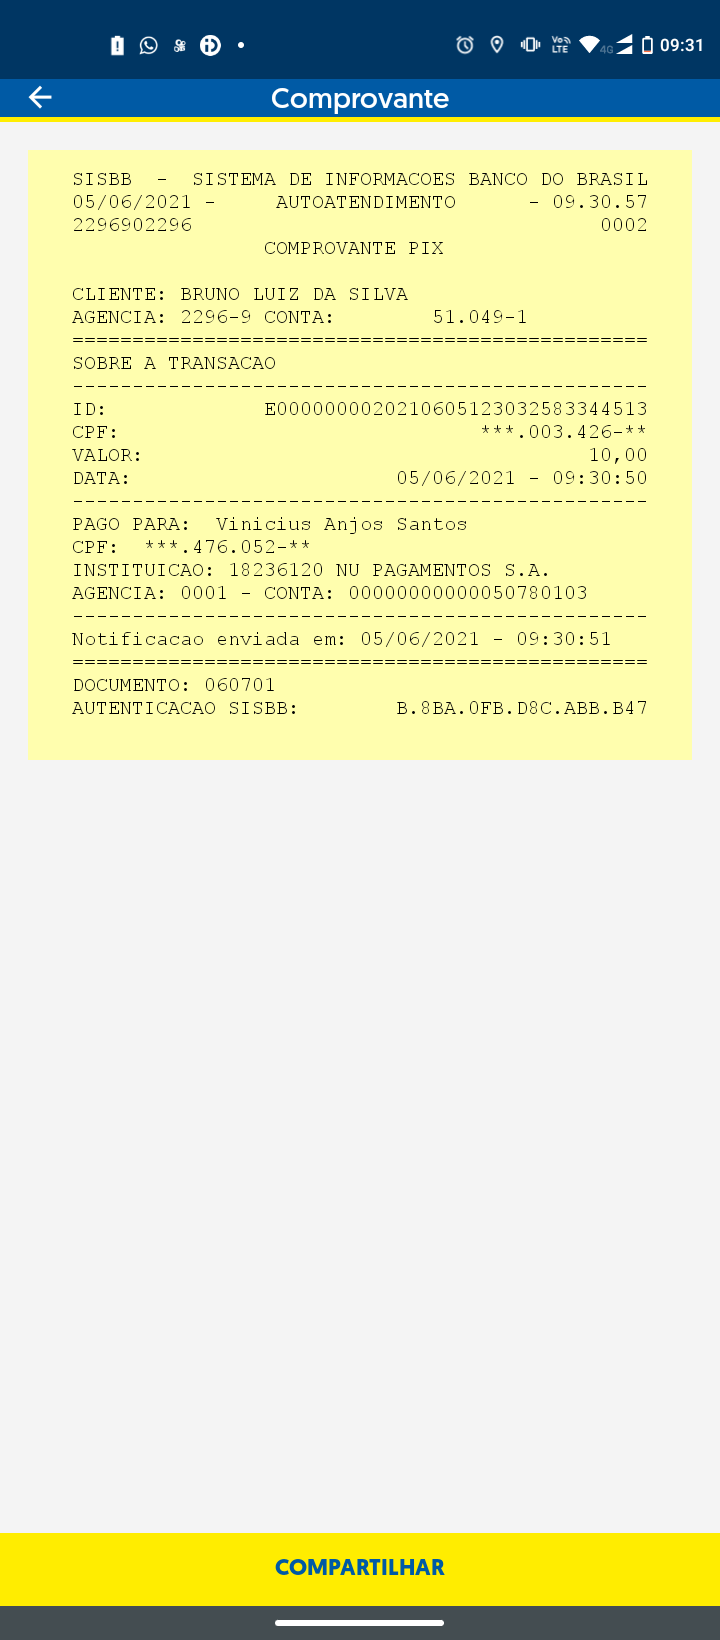 VoLTE 4G 09:31
Comprovante
SISBB - SISTEMA DE INFORMACOES BANCO DO BRASIL
05/06/2021 - AUTOATENDIMENTO - 09.30.57
2296902296 0002
COMPROVANTE PIX
CLIENTE: BRUNO LUIZ DA SILVA
AGENCIA: 2296-9 CONTA: 51.049-1
================================================
SOBRE A TRANSACAO
------------------------------------------------
ID: E0000000020210605123032583344513
CPF: ***.003.426-**
VALOR: 10,00
DATA: 05/06/2021 - 09:30:50
------------------------------------------------
PAGO PARA: Vinicius Anjos Santos
CPF: ***.476.052-**
INSTITUICAO: 18236120 NU PAGAMENTOS S.A.
AGENCIA: 0001 - CONTA: 00000000000050780103
------------------------------------------------
Notificacao enviada em: 05/06/2021 - 09:30:51
================================================
DOCUMENTO: 060701
AUTENTICACAO SISBB: B.8BA.0FB.D8C.ABB.B47
COMPARTILHAR